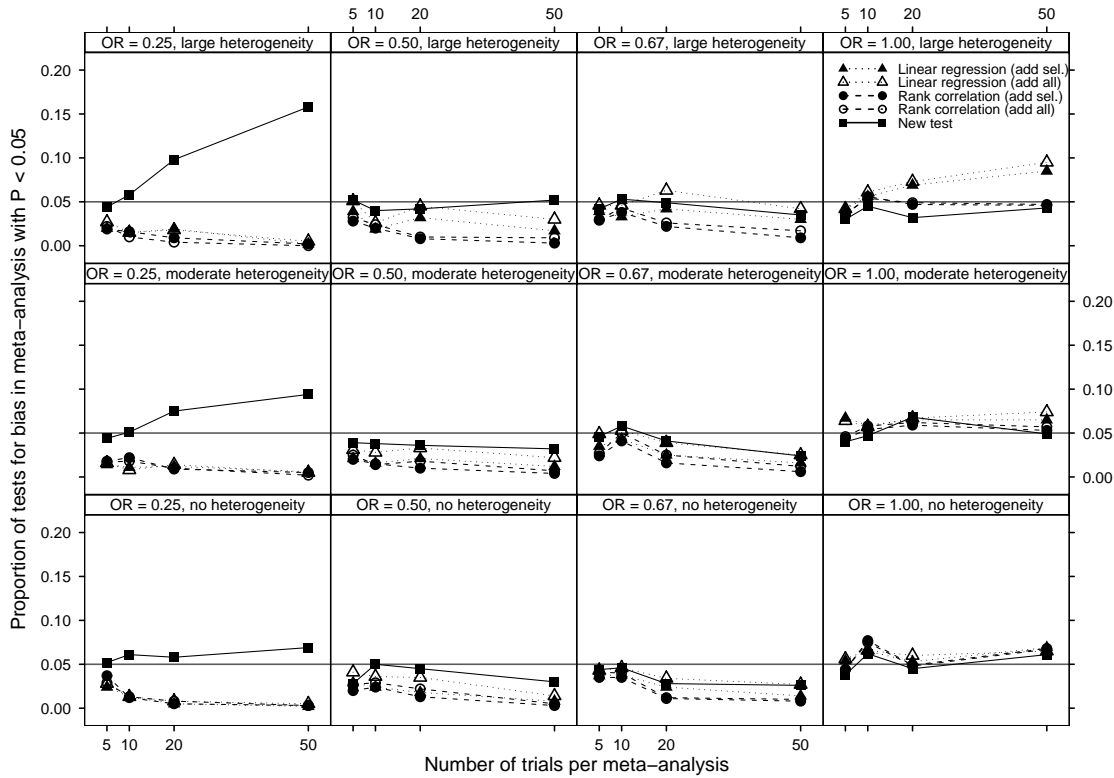 5 10 20 50 5 10 20 50
OR = 0.25, large heterogeneity OR = 0.50, large heterogeneity OR = 0.67, large heterogeneity OR = 1.00, large heterogeneity
Linear regression (add sel.)
Linear regression (add all)
Rank correlation (add sel.)
Rank correlation (add all)
New test
0.20
0.15
0.10
0.05
0.00
OR = 0.25, moderate heterogeneity OR = 0.50, moderate heterogeneity OR = 0.67, moderate heterogeneity OR = 1.00, moderate heterogeneity
0.20
0.15
0.10
0.05
0.00
OR = 0.25, no heterogeneity OR = 0.50, no heterogeneity OR = 0.67, no heterogeneity OR = 1.00, no heterogeneity
0.20
0.15
0.10
0.05
0.00
5 10 20 50 5 10 20 50
Number of trials per meta−analysis
Proportion of tests for bias in meta−analysis with P < 0.05